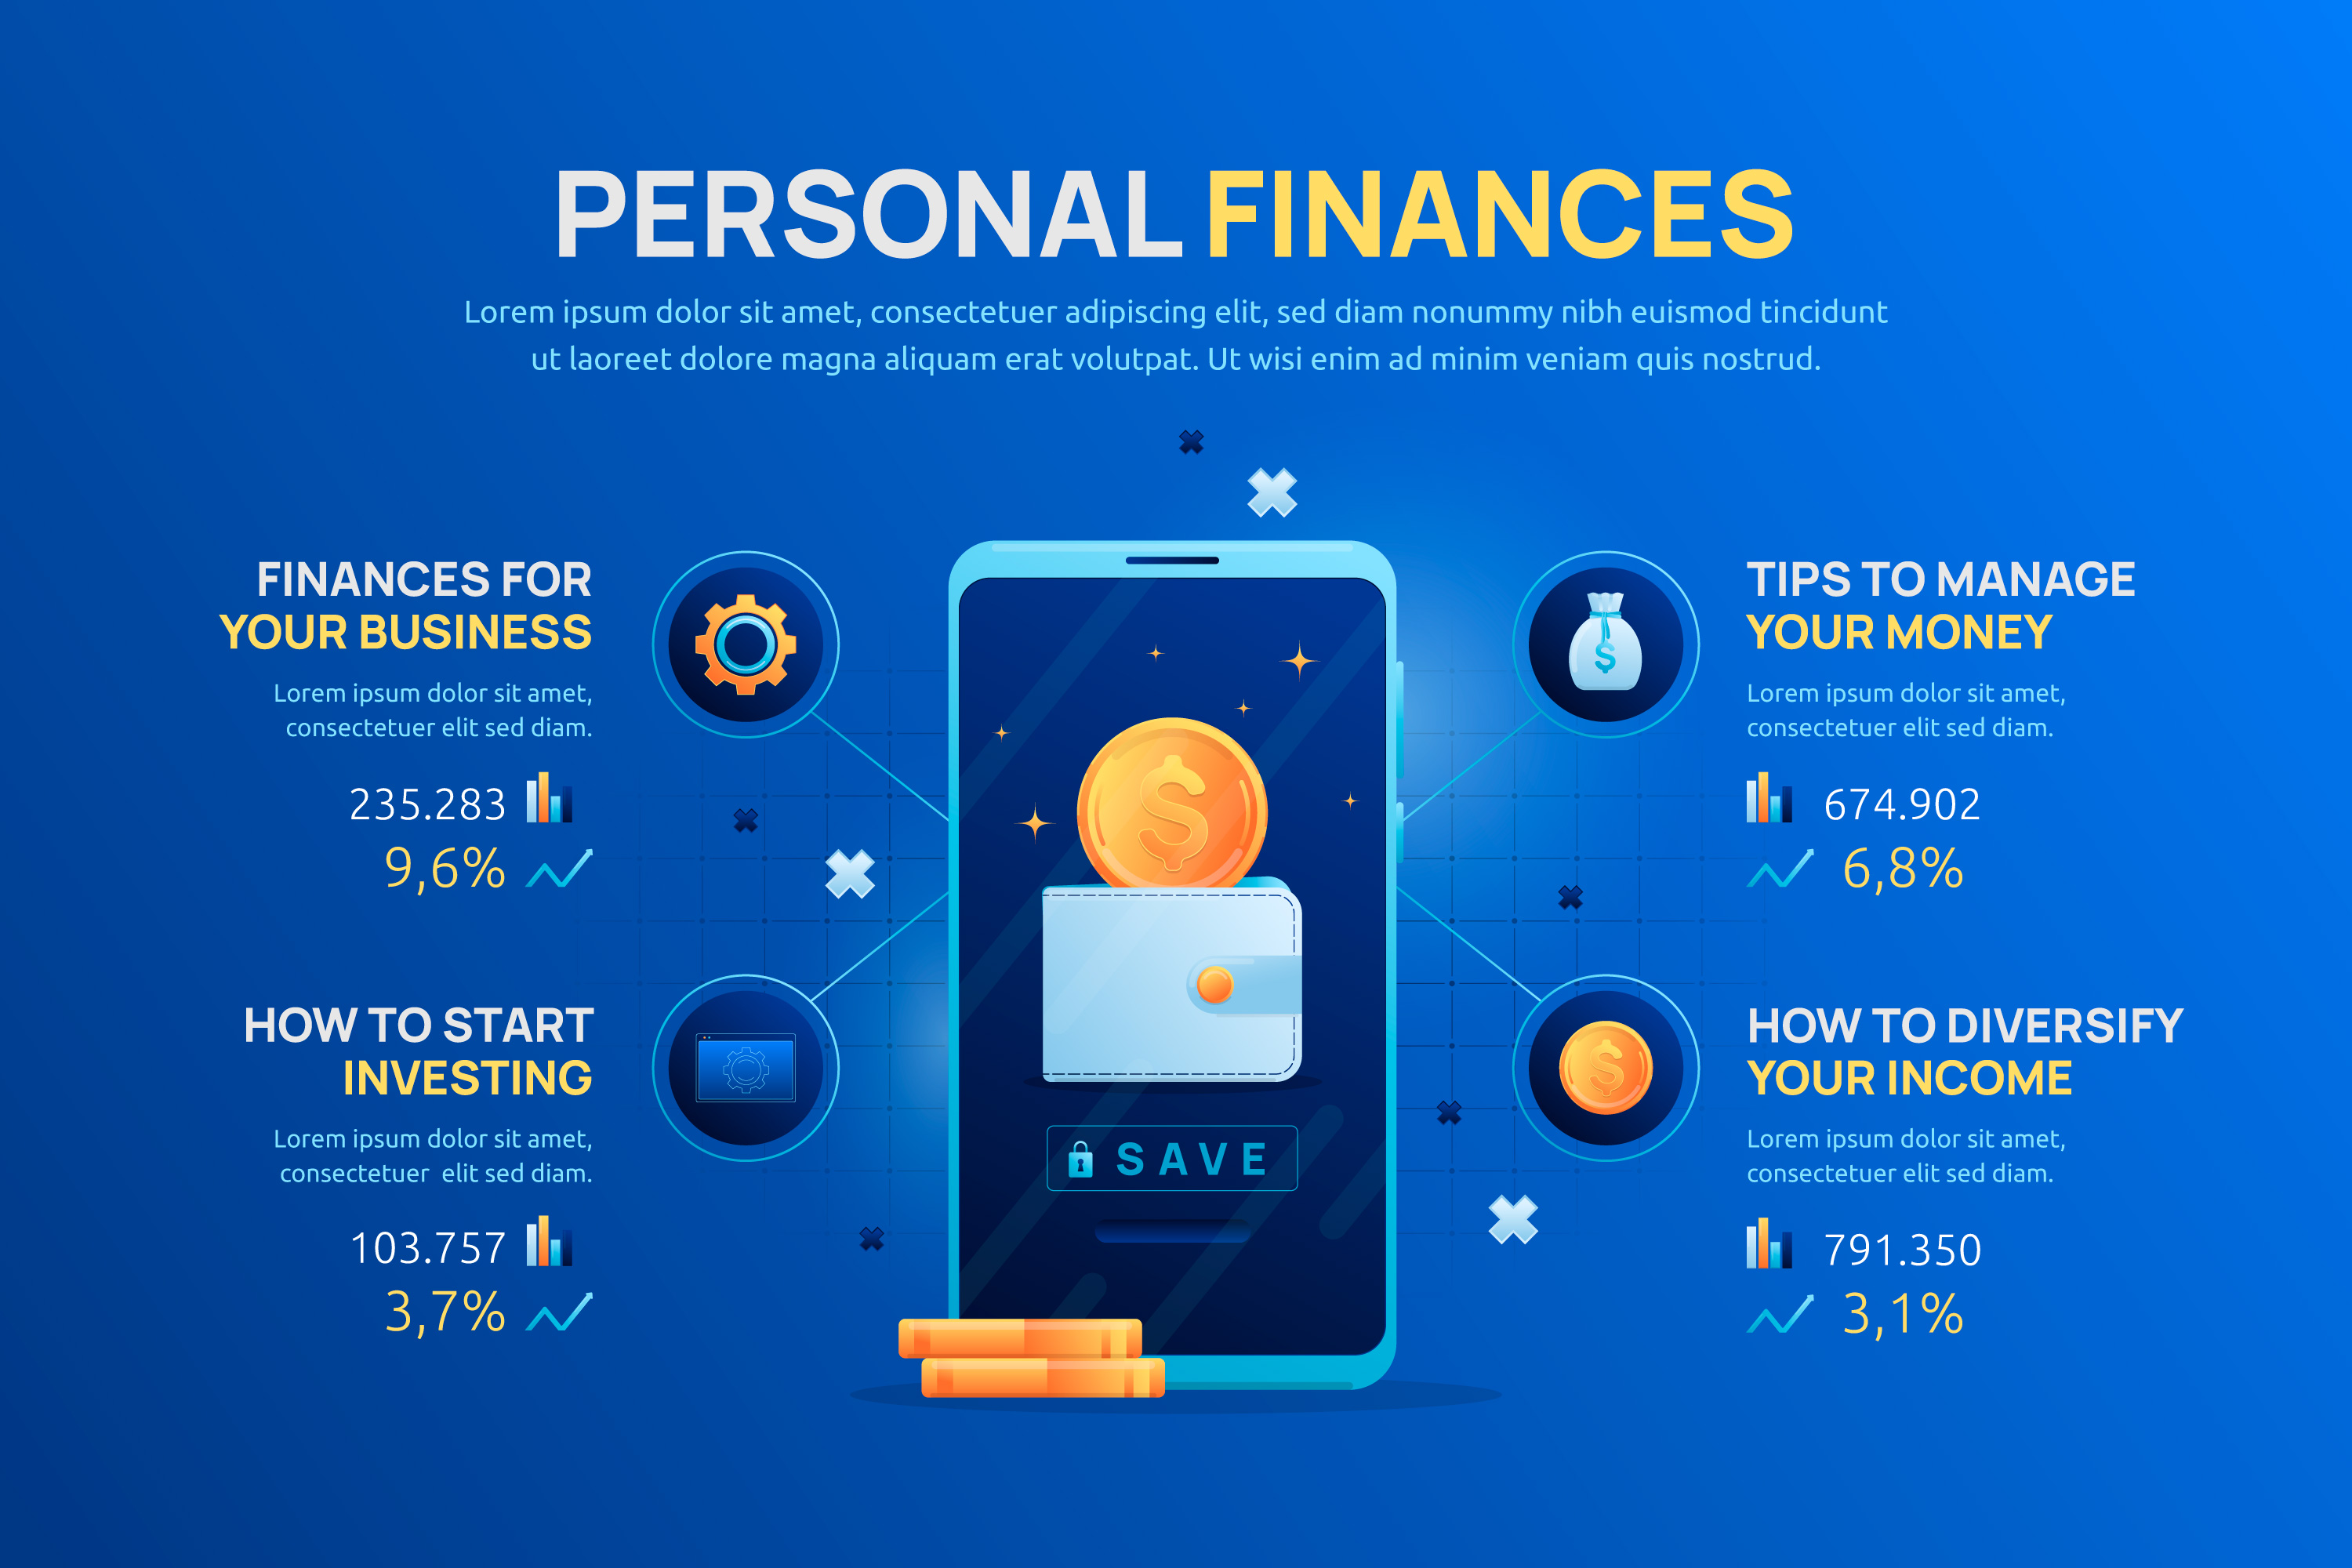 PERSONAL FINANCES
Lorem ipsum dolor sit amet, consectetuer adipiscing elit, sed diam nonummy nibh euismod tincidunt
ut laoreet dolore magna aliquam erat volutpat. Ut wisi enim ad minim veniam quis nostrud.
FINANCES FOR
YOUR BUSINESS
Lorem ipsum dolor sit amet,
consectetuer elit sed diam.
235.283
9,6%
HOW TO START
INVESTING
Lorem ipsum dolor sit amet,
consectetuer elit sed diam.
103.757
3,7%
$
SAVE
TIPS TO MANAGE
YOUR MONEY
$
Lorem ipsum dolor sit amet,
consectetuer elit sed diam.
674.902
6,8%
HOW TO DIVERSIFY
YOUR INCOME
$
Lorem ipsum dolor sit amet,
consectetuer elit sed diam.
791.350
3,1%